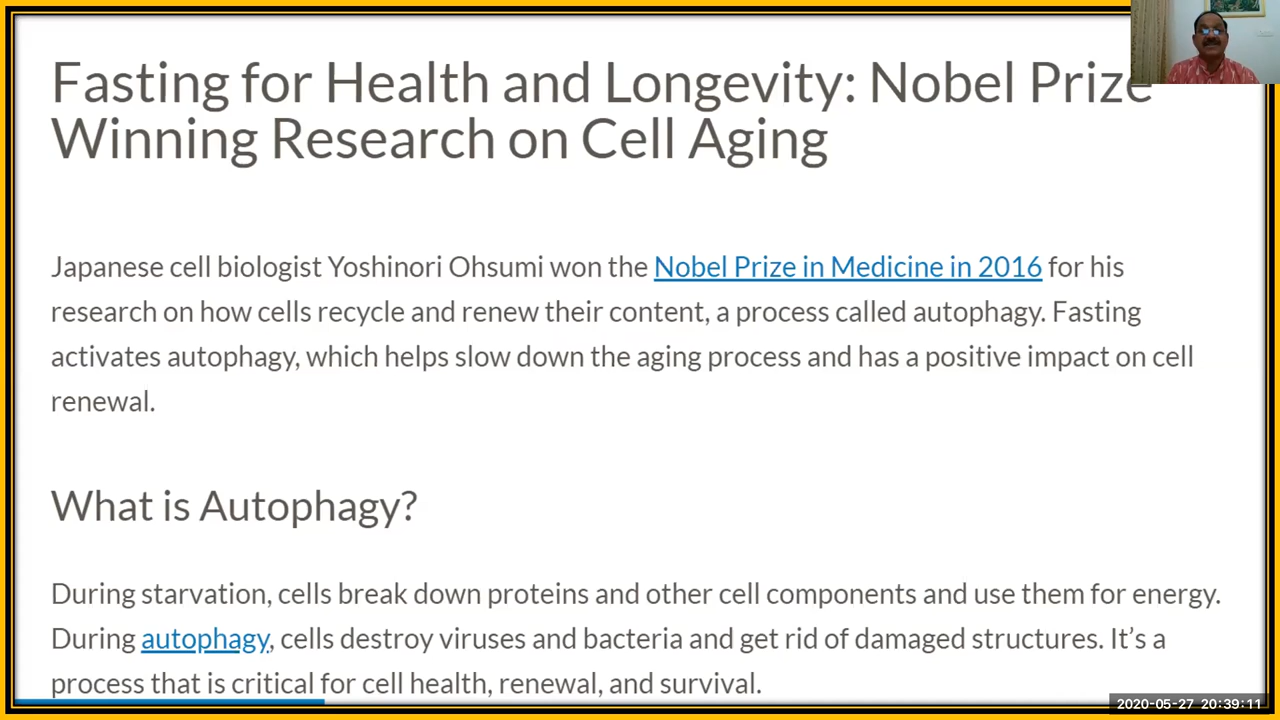 Fasting for Health and Longevity: Nobel Prize
Winning Research on Cell Aging
Japanese cell biologist Yoshinori Ohsumi won the Nobel Prize in Medicine in 2016 for his
research on how cells recycle and renew their content, a process called autophagy. Fasting
activates autophagy, which helps slow down the aging process and has a positive impact on cell
renewal.
What is Autophagy?
During starvation, cells break down proteins and other cell components and use them for energy.
During autophagy, cells destroy viruses and bacteria and get rid of damaged structures. It’s a
process that is critical for cell health, renewal, and survival.
2020-05-27 20:39:11